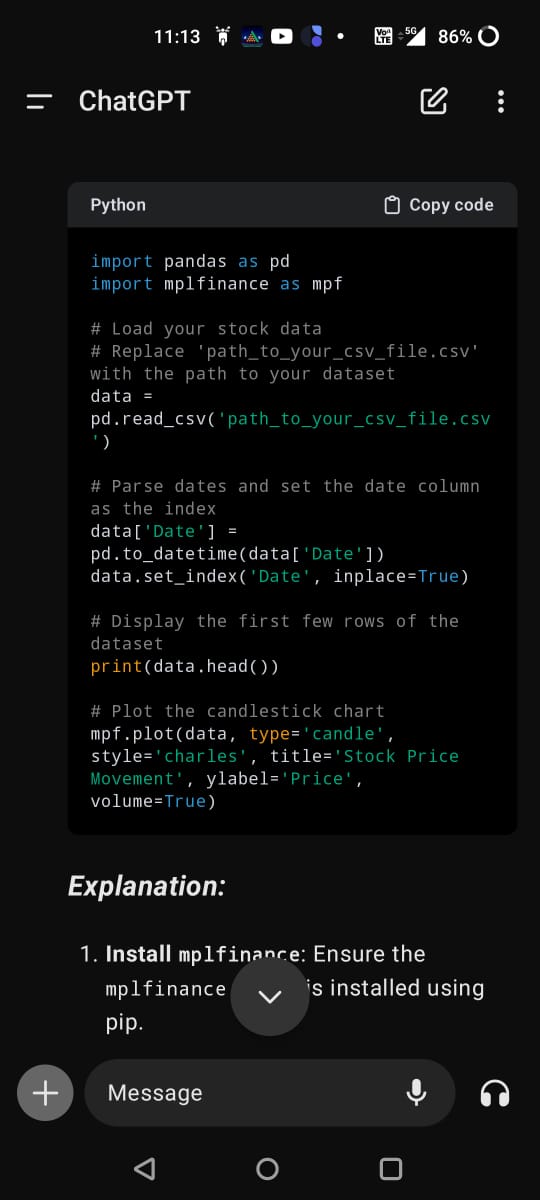 11:13 VoLTE 5G 86%
ChatGPT
Python Copy code
import pandas as pd
import mplfinance as mpf
# Load your stock data
# Replace 'path_to_your_csv_file.csv'
with the path to your dataset
data =
pd.read_csv('path_to_your_csv_file.csv
')
# Parse dates and set the date column
as the index
data['Date'] =
pd.to_datetime(data['Date'])
data.set_index('Date', inplace=True)
# Display the first few rows of the
dataset
print(data.head())
# Plot the candlestick chart
mpf.plot(data, type='candle',
style='charles', title='Stock Price
Movement', ylabel='Price',
volume=True)
Explanation:
1. Install mplfinance: Ensure the
mplfinance is installed using
pip.
Message